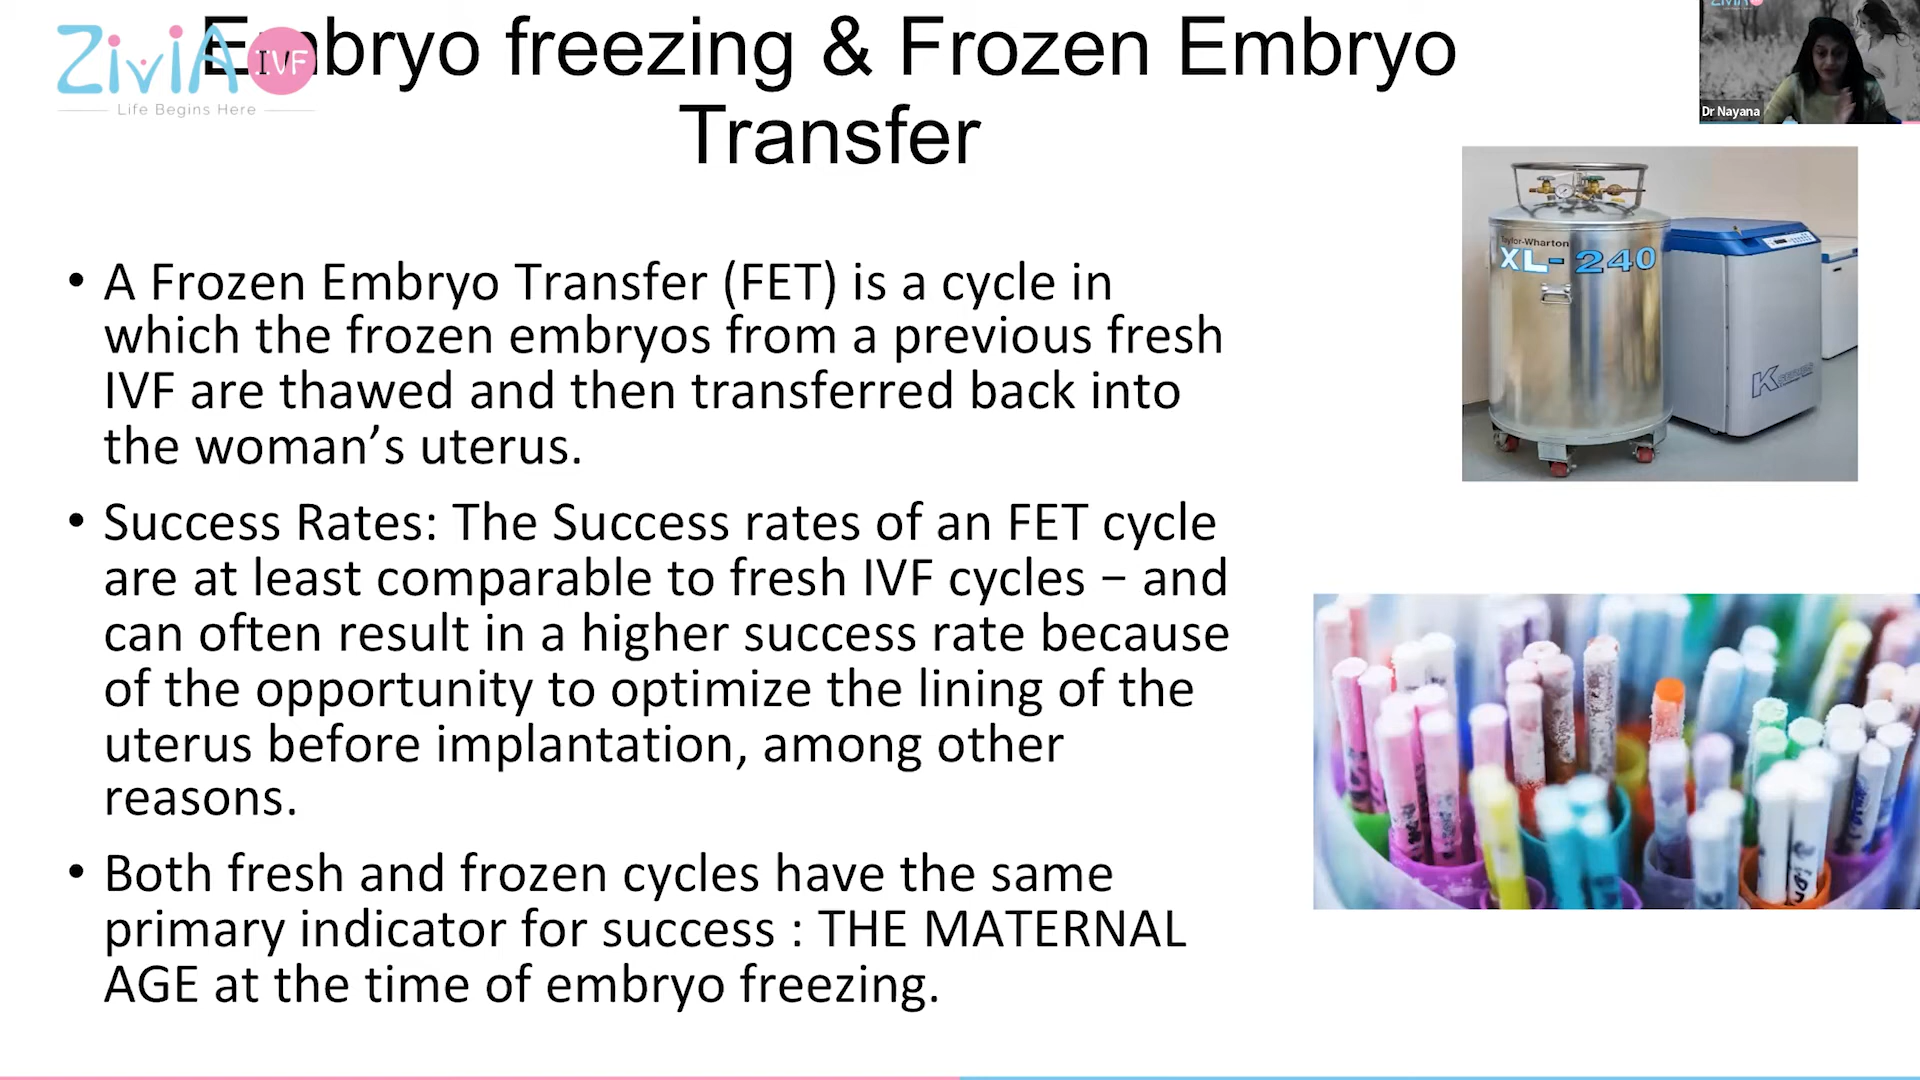 Embryo freezing & Frozen Embryo
Transfer
ZiViA IVF
Life Begins Here
Dr Nayana
• A Frozen Embryo Transfer (FET) is a cycle in
which the frozen embryos from a previous fresh
IVF are thawed and then transferred back into
the woman’s uterus.
• Success Rates: The Success rates of an FET cycle
are at least comparable to fresh IVF cycles – and
can often result in a higher success rate because
of the opportunity to optimize the lining of the
uterus before implantation, among other
reasons.
• Both fresh and frozen cycles have the same
primary indicator for success : THE MATERNAL
AGE at the time of embryo freezing.
Taylor-Wharton
XL-240